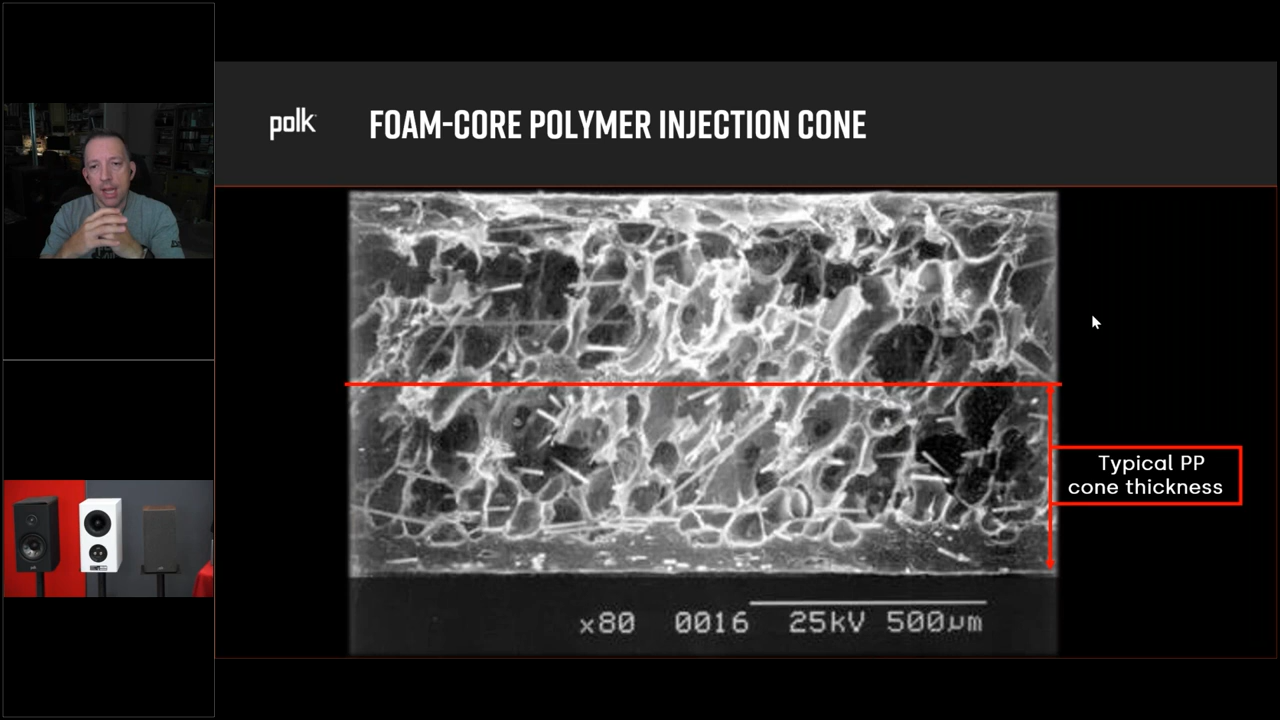 polk
FOAM-CORE POLYMER INJECTION CONE
Typical PP
cone thickness
x80 0016 25kV 500µm